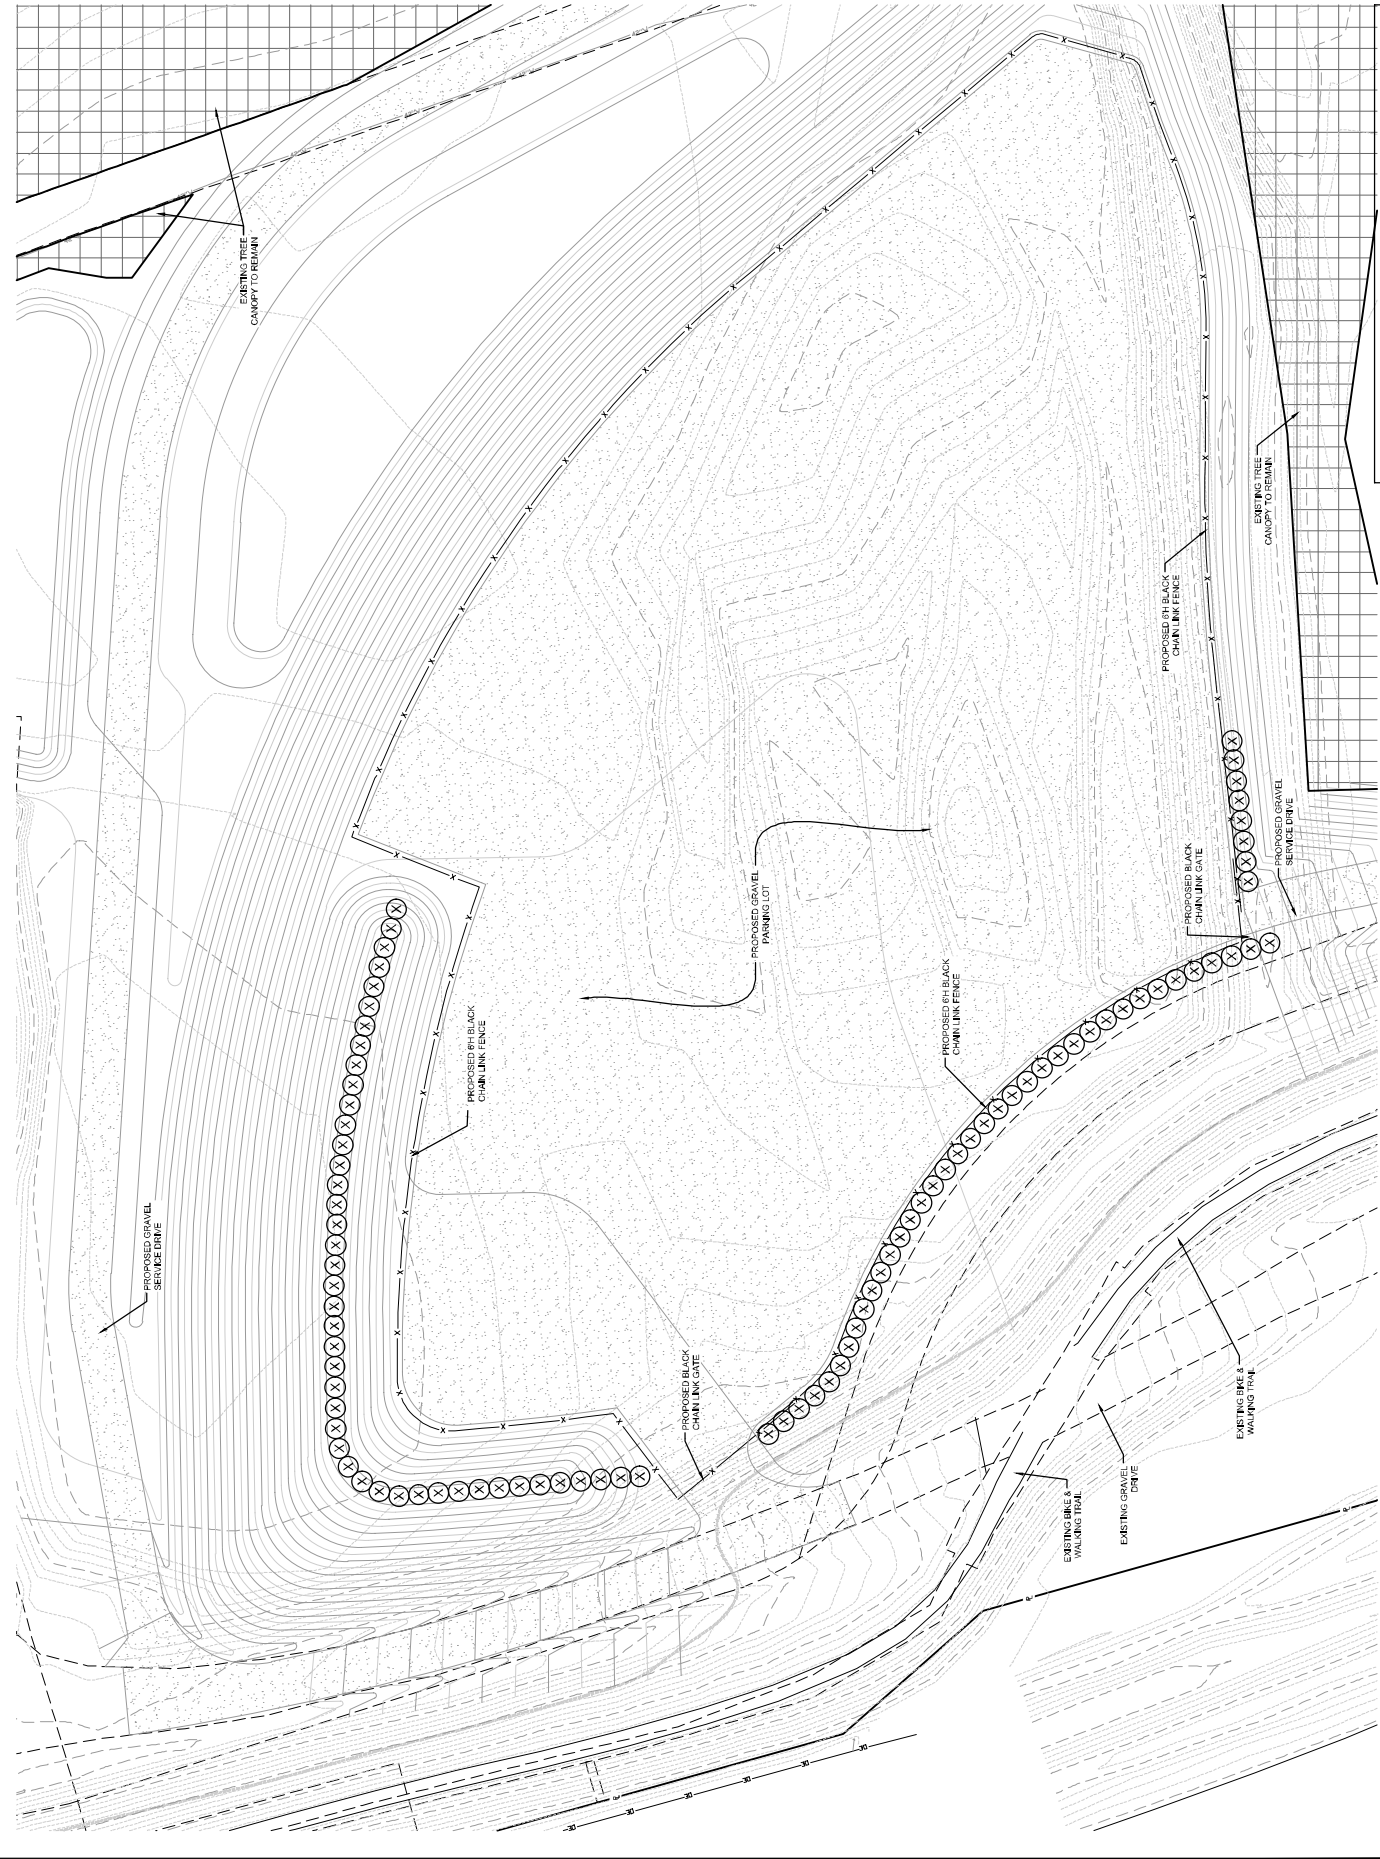 EXISTING TREE
CANOPY TO REMAIN
EXISTING TREE
CANOPY TO REMAIN
PROPOSED 6'H BLACK
CHAIN LINK FENCE
PROPOSED GRAVEL
SERVICE DRIVE
PROPOSED BLACK
CHAIN LINK GATE
PROPOSED GRAVEL
PARKING LOT
PROPOSED 6'H BLACK
CHAIN LINK FENCE
PROPOSED 6'H BLACK
CHAIN LINK FENCE
PROPOSED GRAVEL
SERVICE DRIVE
PROPOSED BLACK
CHAIN LINK GATE
EXISTING BIKE &
WALKING TRAIL
EXISTING GRAVEL
DRIVE
EXISTING BIKE &
WALKING TRAIL